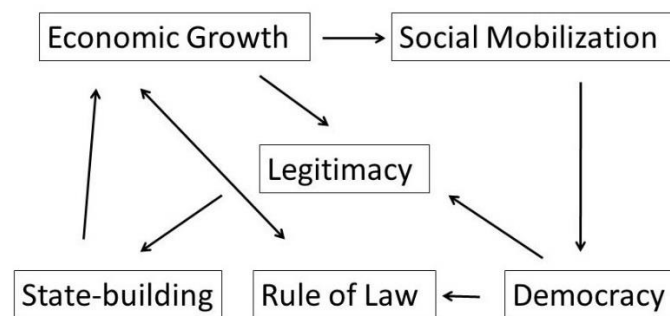 Economic Growth
Social Mobilization
Legitimacy
State-building
Rule of Law
Democracy